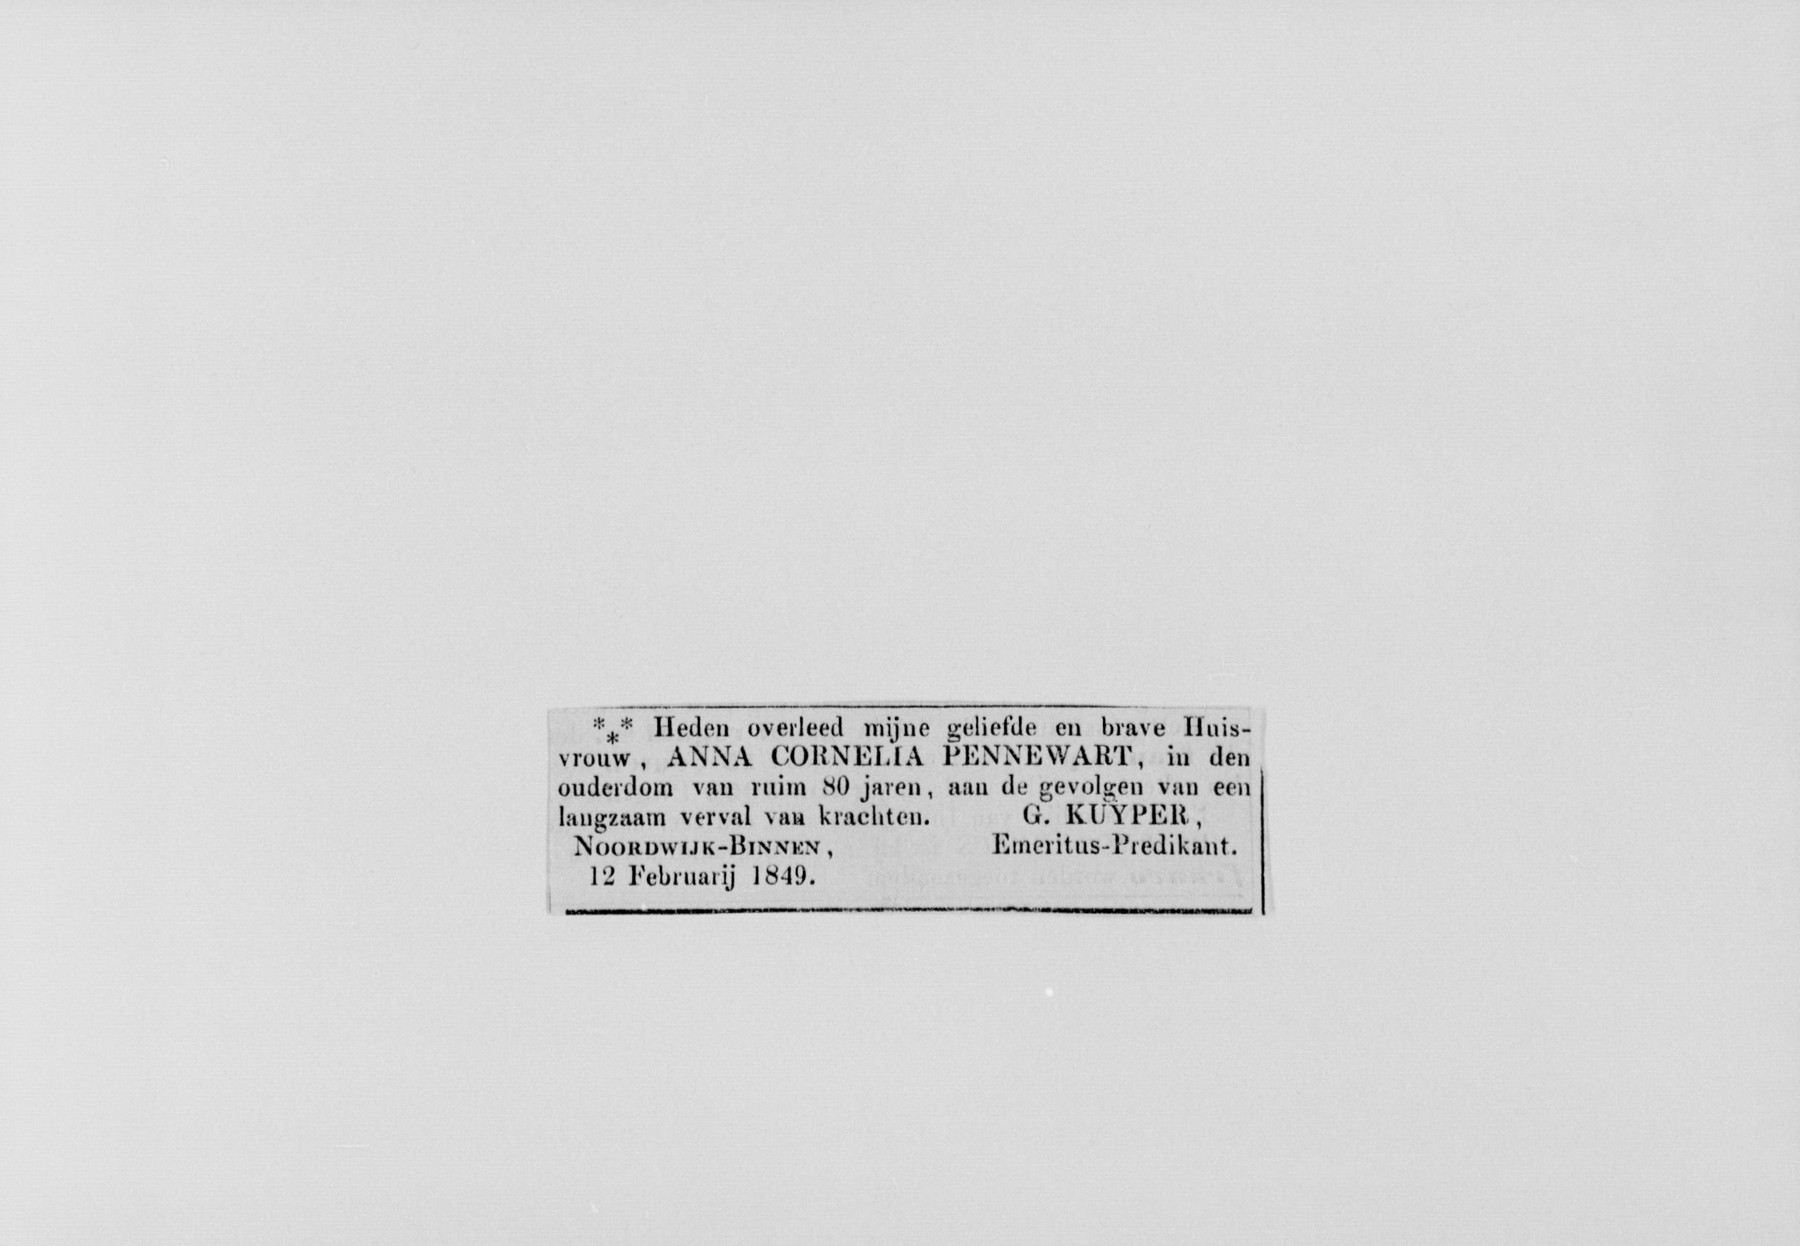 ⁂ Heden overleed mijne geliefde en brave Huis-
vrouw, ANNA CORNELIA PENNEWART, in den
ouderdom van ruim 80 jaren, aan de gevolgen van een
langzaam verval van krachten. G. KUYPER,
NOORDWIJK-BINNEN, Emeritus-Predikant.
12 Februarij 1849.